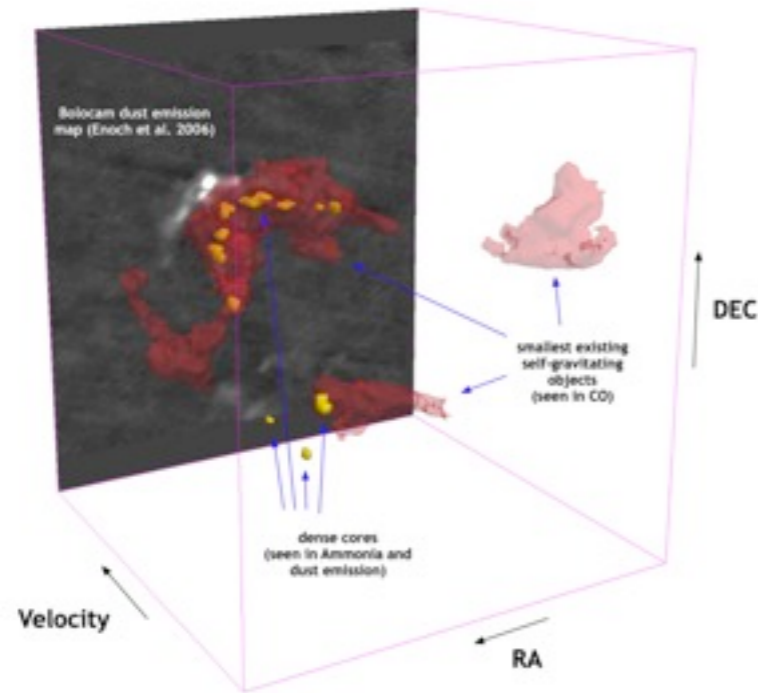 Bolocam dust emission
map (Enoch et al. 2006)
DEC
smallest existing
self-gravitating
objects
(seen in CO)
dense cores
(seen in Ammonia and
dust emission)
Velocity
RA